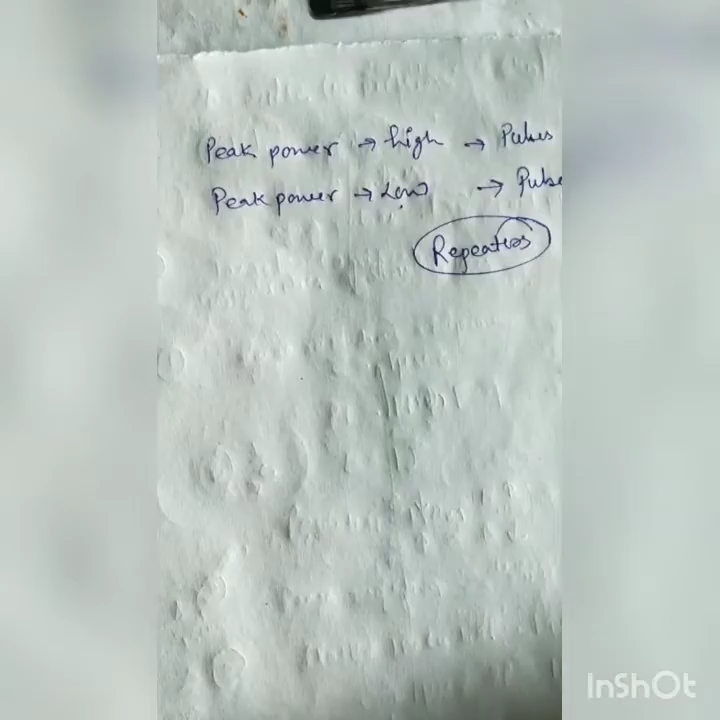 Peak power → high → Pulses
Peak power → Low → Pulse
Repeaters
InShOt